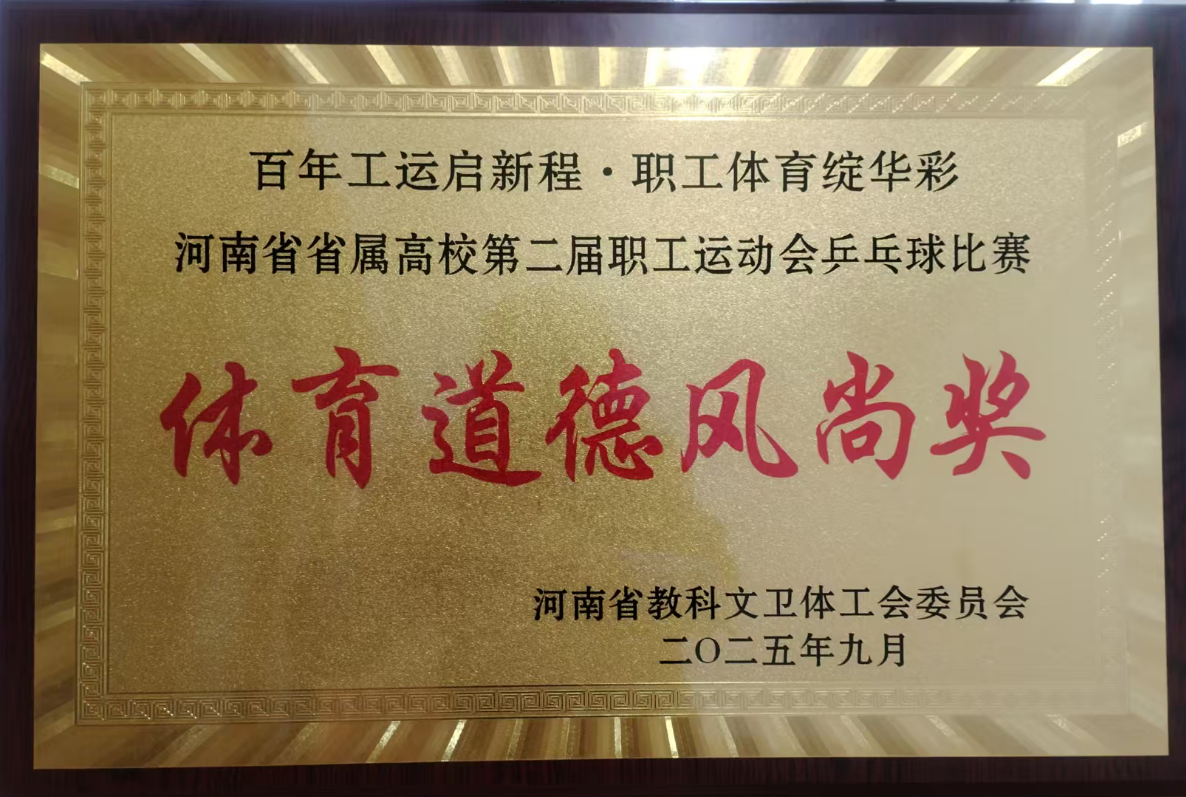 百年工运启新程·职工体育绽华彩
河南省省属高校第二届职工运动会乒乓球比赛
体育道德风尚奖
河南省教科文卫体工会委员会
二〇二五年九月